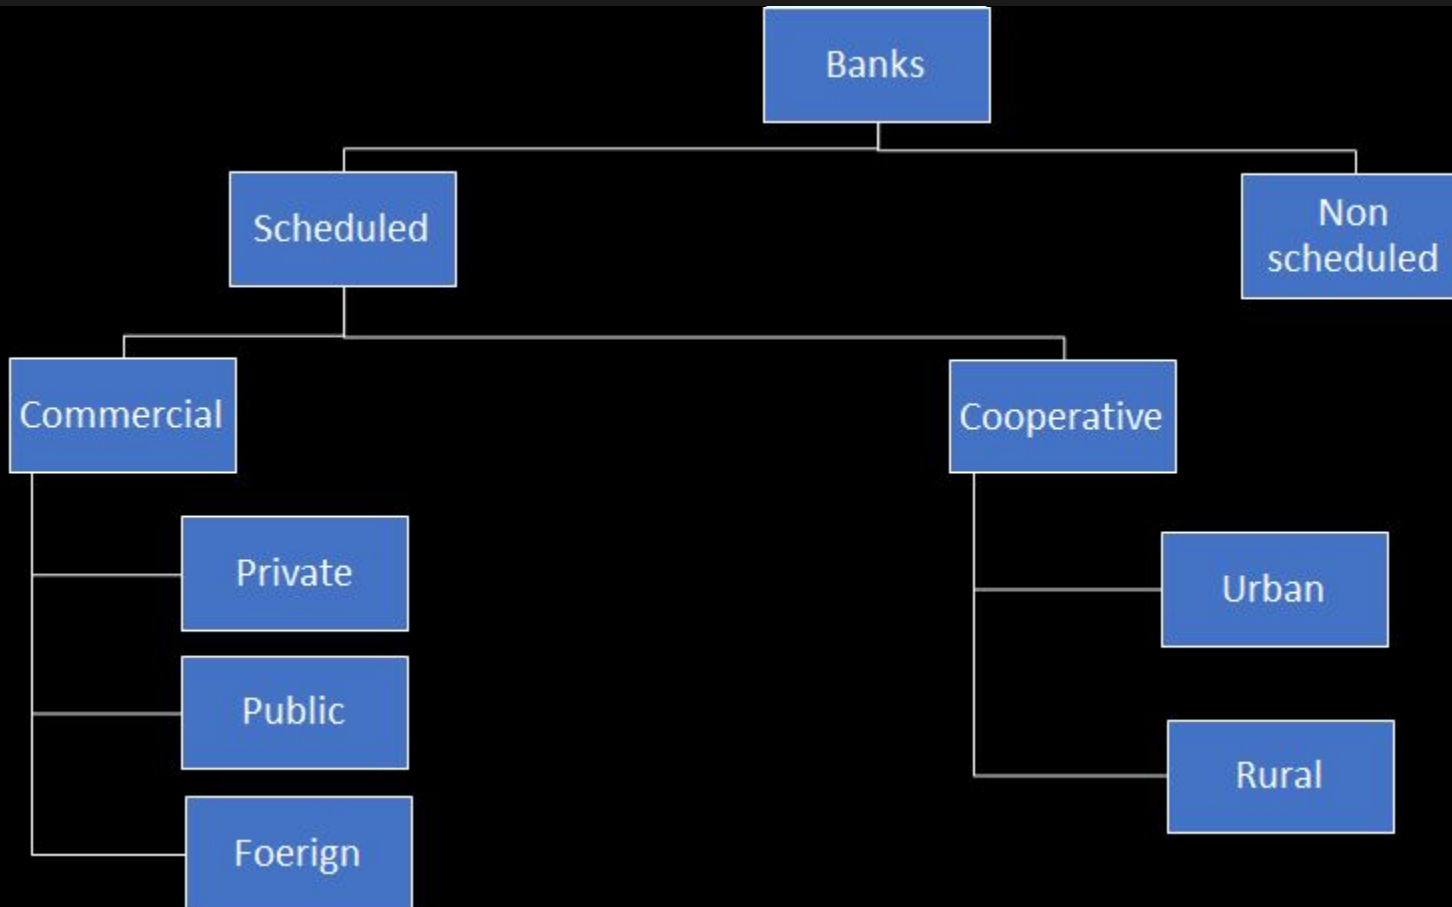 Banks
Scheduled
Non
scheduled
Commercial
Cooperative
Private
Urban
Public
Rural
Foerign